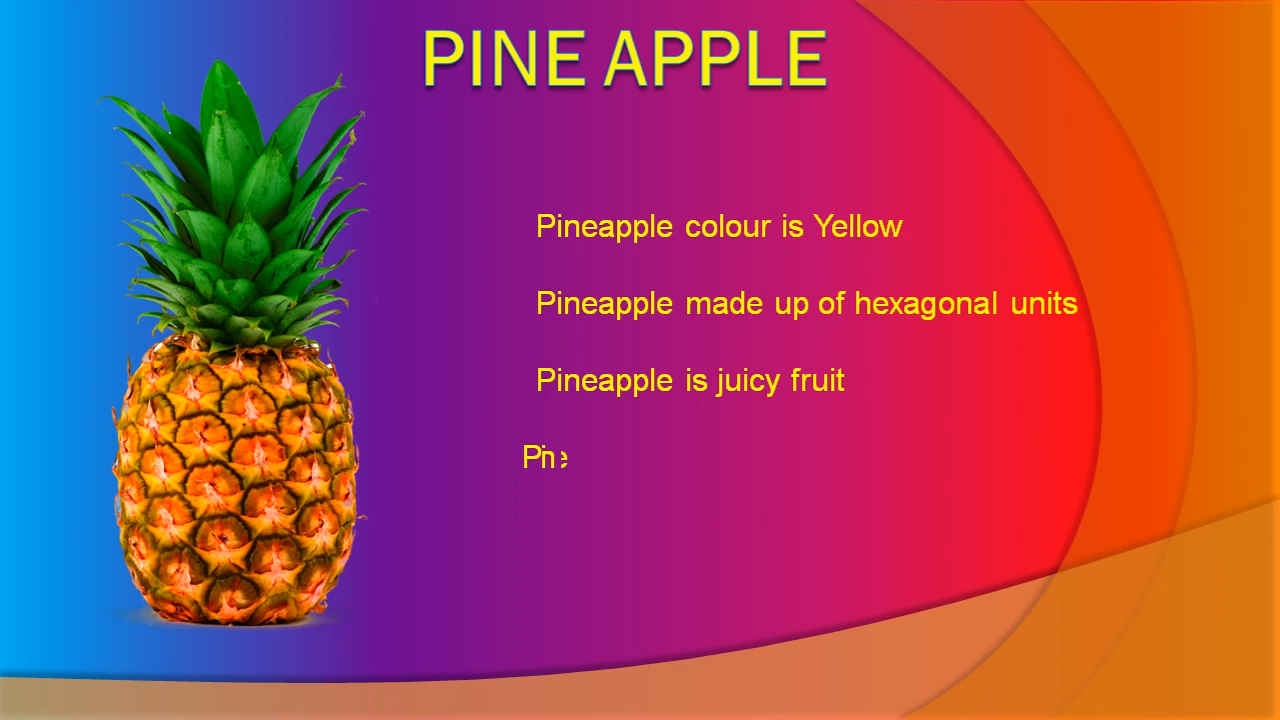 PINE APPLE
Pineapple colour is Yellow
Pineapple made up of hexagonal units
Pineapple is juicy fruit